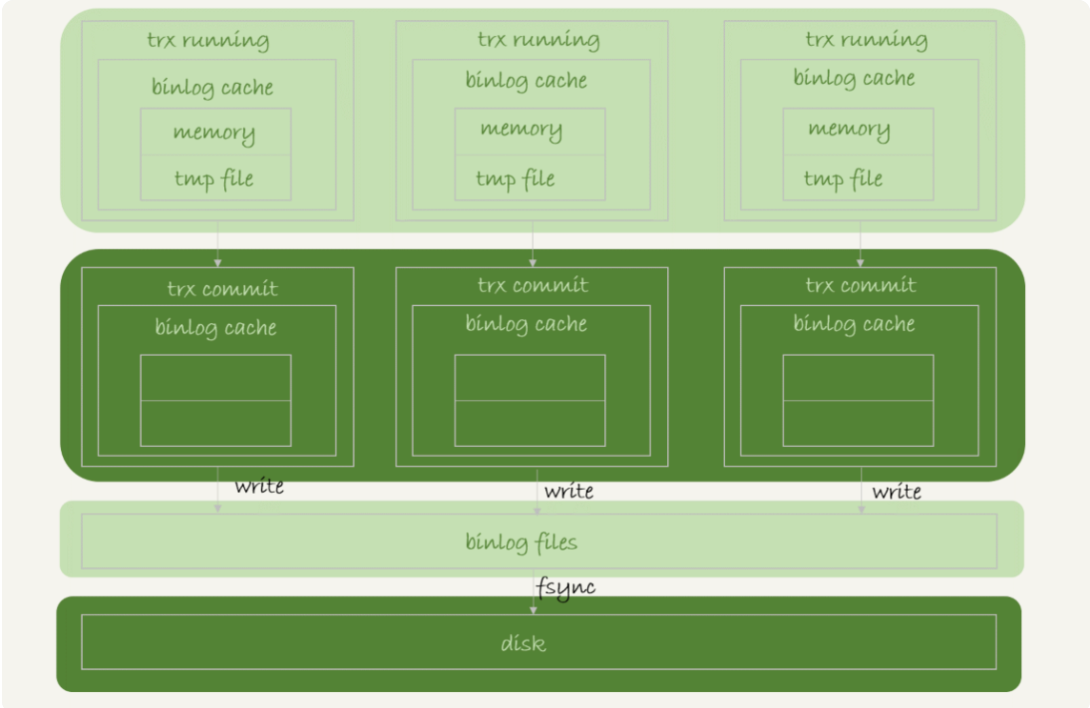 trx running
trx running
trx running
binlog cache
binlog cache
binlog cache
memory
memory
memory
tmp file
tmp file
tmp file
trx commit
trx commit
trx commit
binlog cache
binlog cache
binlog cache
write
write
write
binlog files
fsync
disk